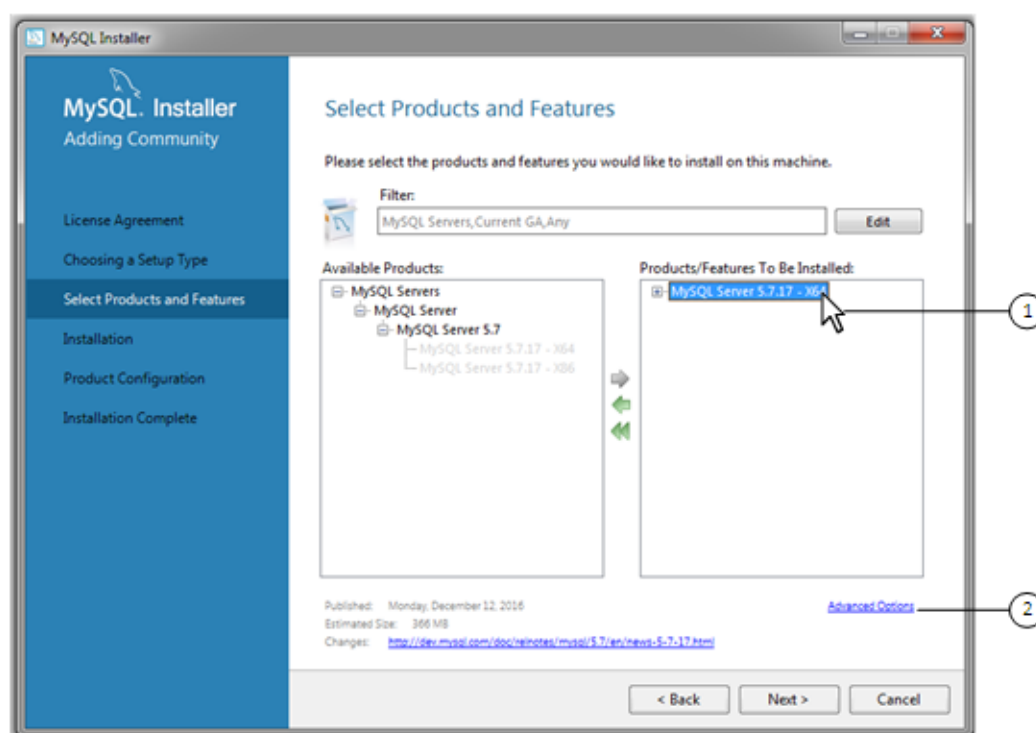 MySQL Installer
MySQL. Installer
Adding Community
License Agreement
Choosing a Setup Type
Select Products and Features
Installation
Product Configuration
Installation Complete
Select Products and Features
Please select the products and features you would like to install on this machine.
Filter:
MySQL Servers,Current GA,Any
Edit
Available Products:
MySQL Servers
MySQL Server
MySQL Server 5.7
MySQL Server 5.7.17 - X64
MySQL Server 5.7.17 - X86
Products/Features To Be Installed:
MySQL Server 5.7.17 - X64
1
Published: Monday, December 12, 2016
Advanced Options
2
Estimated Size: 366 MB
Changes: http://dev.mysql.com/doc/relnotes/mysql/5.7/en/news-5-7-17.html
< Back
Next >
Cancel